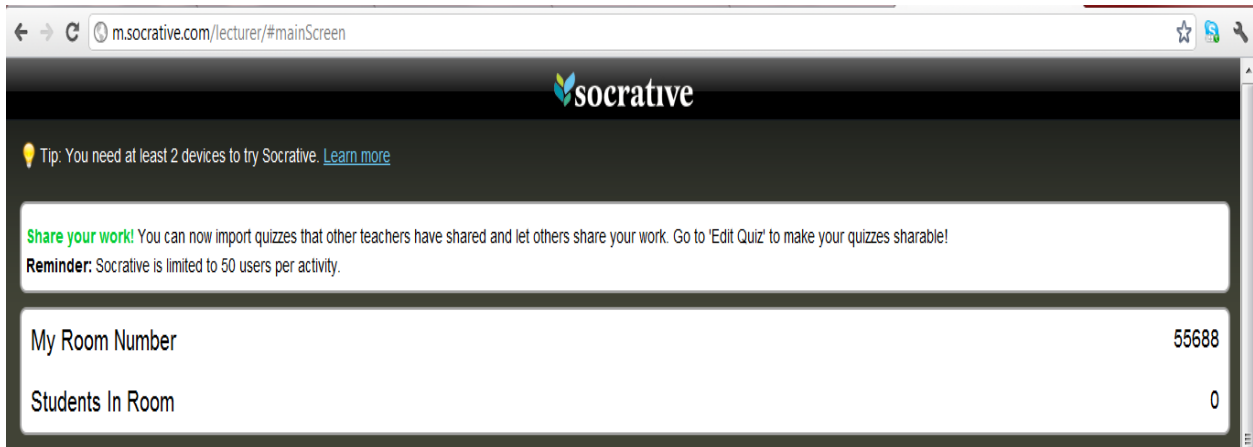 m.socrative.com/lecturer/#mainScreen
socrative
Tip: You need at least 2 devices to try Socrative. Learn more
Share your work! You can now import quizzes that other teachers have shared and let others share your work. Go to 'Edit Quiz' to make your quizzes sharable!
Reminder: Socrative is limited to 50 users per activity.
My Room Number 55688
Students In Room 0